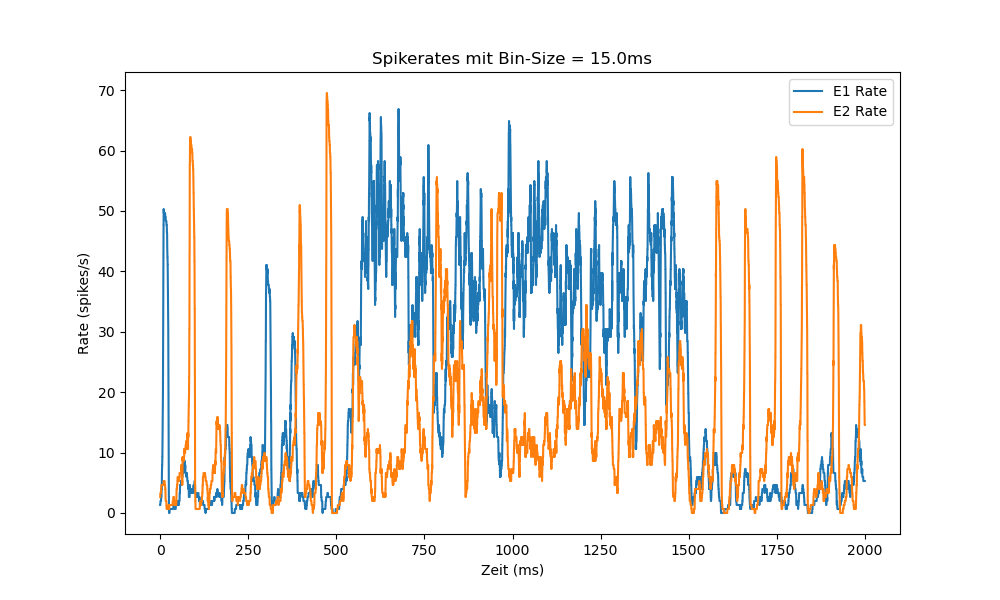 Spikerates mit Bin-Size = 15.0ms
E1 Rate
E2 Rate
Rate (spikes/s)
70
60
50
40
30
20
10
0
0 250 500 750 1000 1250 1500 1750 2000
Zeit (ms)